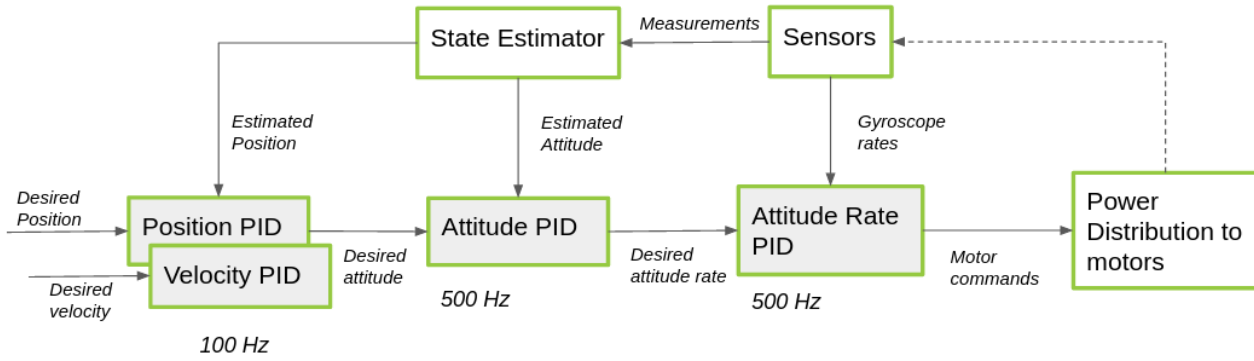 State Estimator
Measurements
Sensors
Estimated
Position
Estimated
Attitude
Gyroscope
rates
Desired
Position
Position PID
Velocity PID
Desired
velocity
Desired
attitude
Attitude PID
Desired
attitude rate
Attitude Rate
PID
Motor
commands
Power
Distribution to
motors
100 Hz
500 Hz
500 Hz